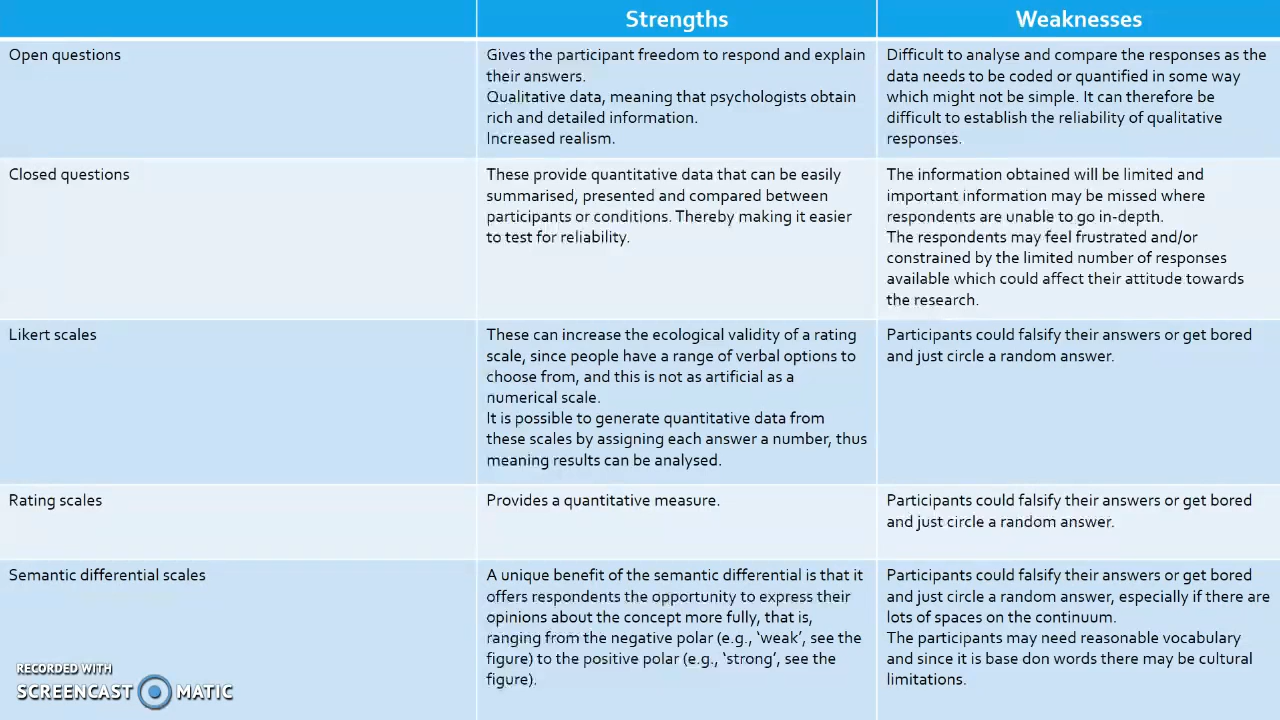 Strengths
Weaknesses
Open questions
Gives the participant freedom to respond and explain
their answers.
Qualitative data, meaning that psychologists obtain
rich and detailed information.
Increased realism.
Difficult to analyse and compare the responses as the
data needs to be coded or quantified in some way
which might not be simple. It can therefore be
difficult to establish the reliability of qualitative
responses.
Closed questions
These provide quantitative data that can be easily
summarised, presented and compared between
participants or conditions. Thereby making it easier
to test for reliability.
The information obtained will be limited and
important information may be missed where
respondents are unable to go in-depth.
The respondents may feel frustrated and/or
constrained by the limited number of responses
available which could affect their attitude towards
the research.
Likert scales
These can increase the ecological validity of a rating
scale, since people have a range of verbal options to
choose from, and this is not as artificial as a
numerical scale.
It is possible to generate quantitative data from
these scales by assigning each answer a number, thus
meaning results can be analysed.
Participants could falsify their answers or get bored
and just circle a random answer.
Rating scales
Provides a quantitative measure.
Participants could falsify their answers or get bored
and just circle a random answer.
Semantic differential scales
A unique benefit of the semantic differential is that it
offers respondents the opportunity to express their
opinions about the concept more fully, that is,
ranging from the negative polar (e.g., ‘weak’, see the
figure) to the positive polar (e.g., ‘strong’, see the
figure).
Participants could falsify their answers or get bored
and just circle a random answer, especially if there are
lots of spaces on the continuum.
The participants may need reasonable vocabulary
and since it is base don words there may be cultural
limitations.
RECORDED WITH
SCREENCAST MATIC